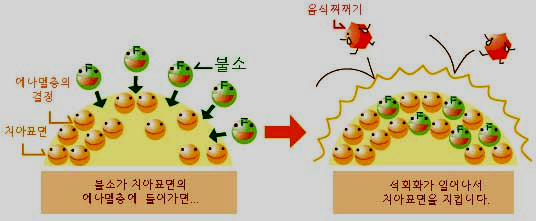 음식찌꺼기
불소
에나멜층의
결정
치아표면
F
F
F
F
F
F
F
F
F
F
불소가 치아표면의
에나멜층에 들어가면...
석회화가 일어나서
치아표면을 지킵니다.